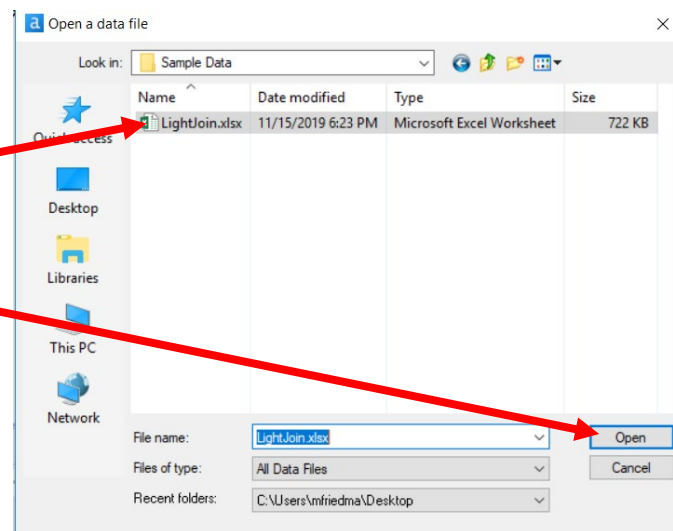 a Open a data file
Look in: Sample Data
Name Date modified Type Size
LightJoin.xlsx 11/15/2019 6:23 PM Microsoft Excel Worksheet 722 KB
Quick access
Desktop
Libraries
This PC
Network
File name: LightJoin.xlsx Open
Files of type: All Data Files Cancel
Recent folders: C:\Users\mfriedma\Desktop